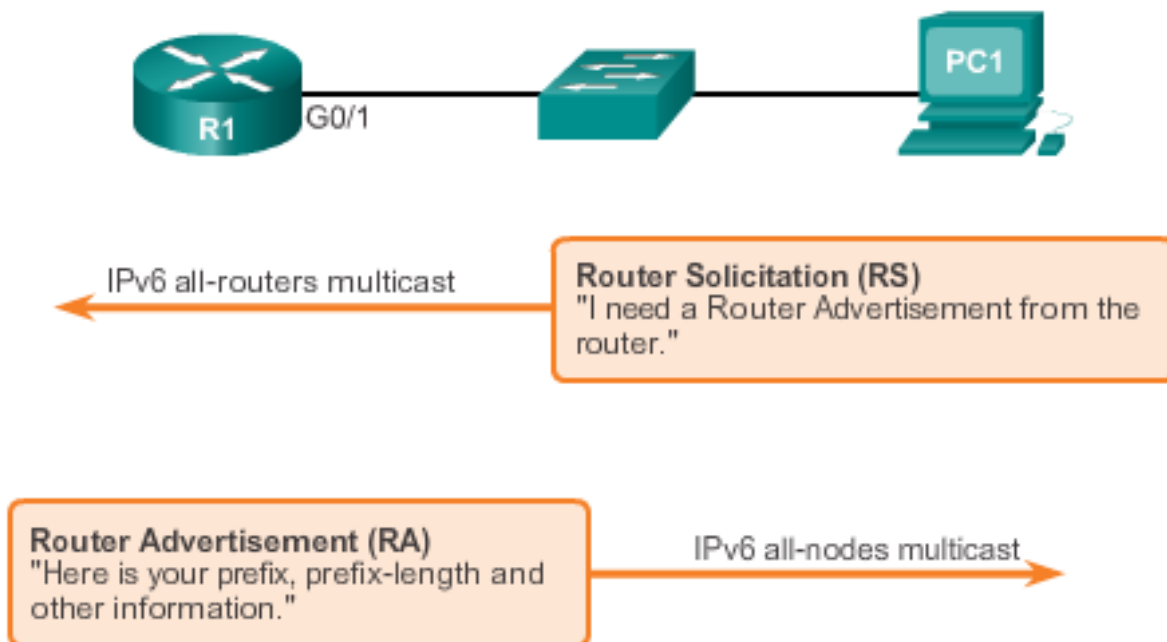 PC1
R1
G0/1
IPv6 all-routers multicast
Router Solicitation (RS)
"I need a Router Advertisement from the
router."
Router Advertisement (RA)
"Here is your prefix, prefix-length and
other information."
IPv6 all-nodes multicast